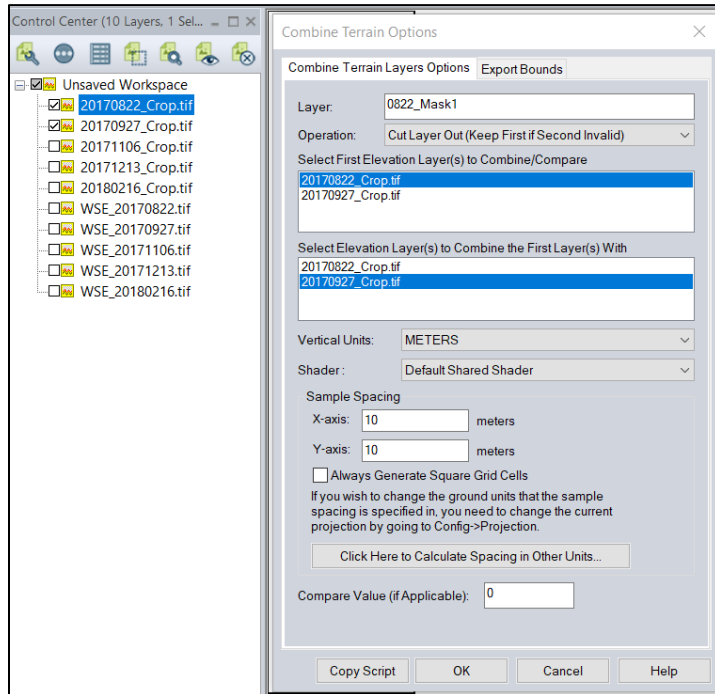 Control Center (10 Layers, 1 Sel...
Unsaved Workspace
20170822_Crop.tif
20170927_Crop.tif
20171106_Crop.tif
20171213_Crop.tif
20180216_Crop.tif
WSE_20170822.tif
WSE_20170927.tif
WSE_20171106.tif
WSE_20171213.tif
WSE_20180216.tif
Combine Terrain Options
Combine Terrain Layers Options Export Bounds
Layer: 0822_Mask1
Operation: Cut Layer Out (Keep First if Second Invalid)
Select First Elevation Layer(s) to Combine/Compare
20170822_Crop.tif
20170927_Crop.tif
Select Elevation Layer(s) to Combine the First Layer(s) With
20170822_Crop.tif
20170927_Crop.tif
Vertical Units: METERS
Shader : Default Shared Shader
Sample Spacing
X-axis: 10 meters
Y-axis: 10 meters
Always Generate Square Grid Cells
If you wish to change the ground units that the sample
spacing is specified in, you need to change the current
projection by going to Config->Projection.
Click Here to Calculate Spacing in Other Units...
Compare Value (if Applicable): 0
Copy Script OK Cancel Help